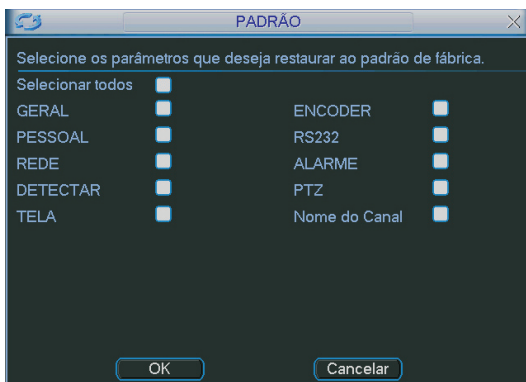 PADRÃO
Selecione os parâmetros que deseja restaurar ao padrão de fábrica.
Selecionar todos
GERAL ENCODER
PESSOAL RS232
REDE ALARME
DETECTAR PTZ
TELA Nome do Canal
OK Cancelar